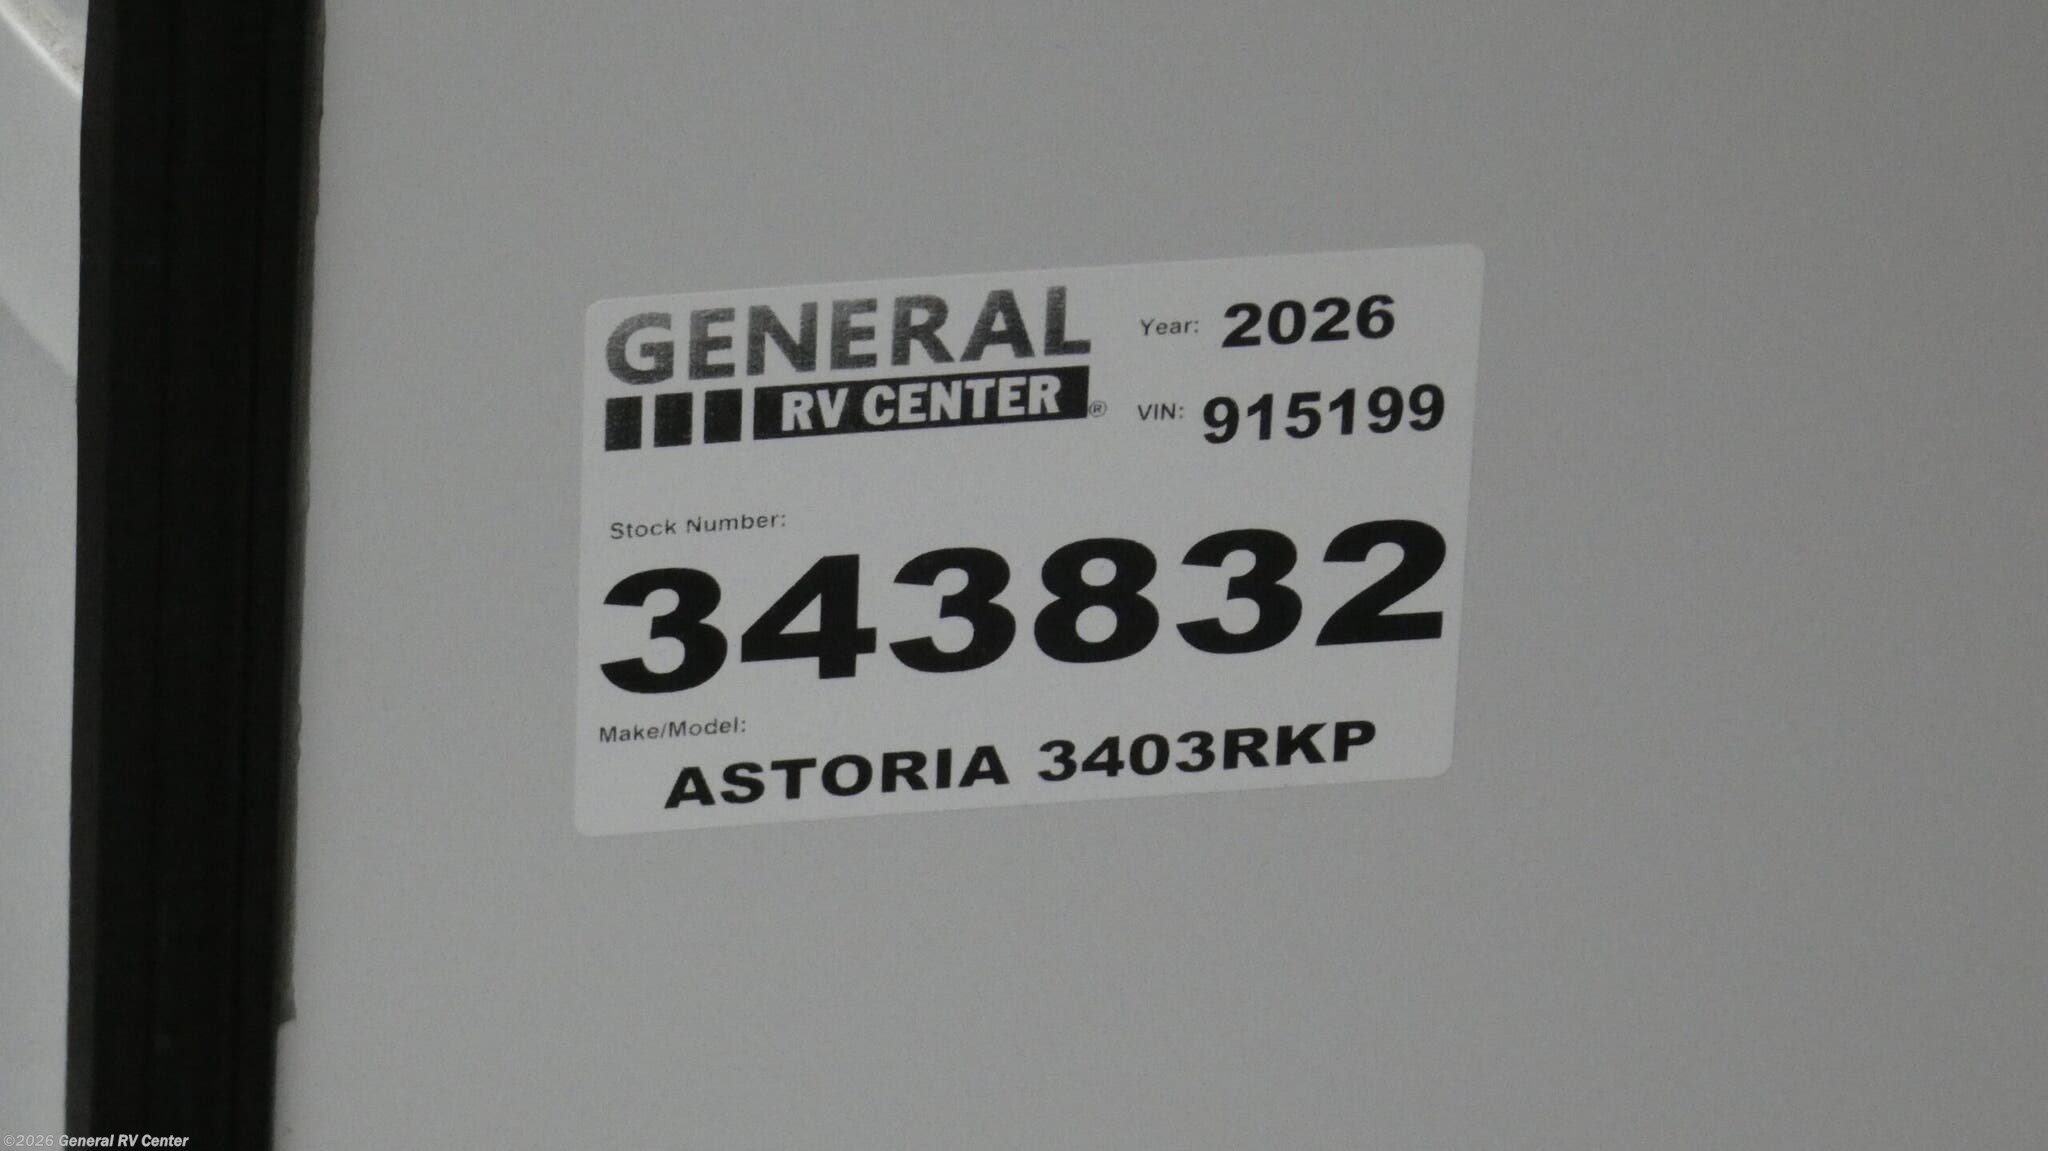 GENERAL
RV CENTER®
Year: 2026
VIN: 915199
Stock Number:
343832
Make/Model:
ASTORIA 3403RKP
©2026 General RV Center